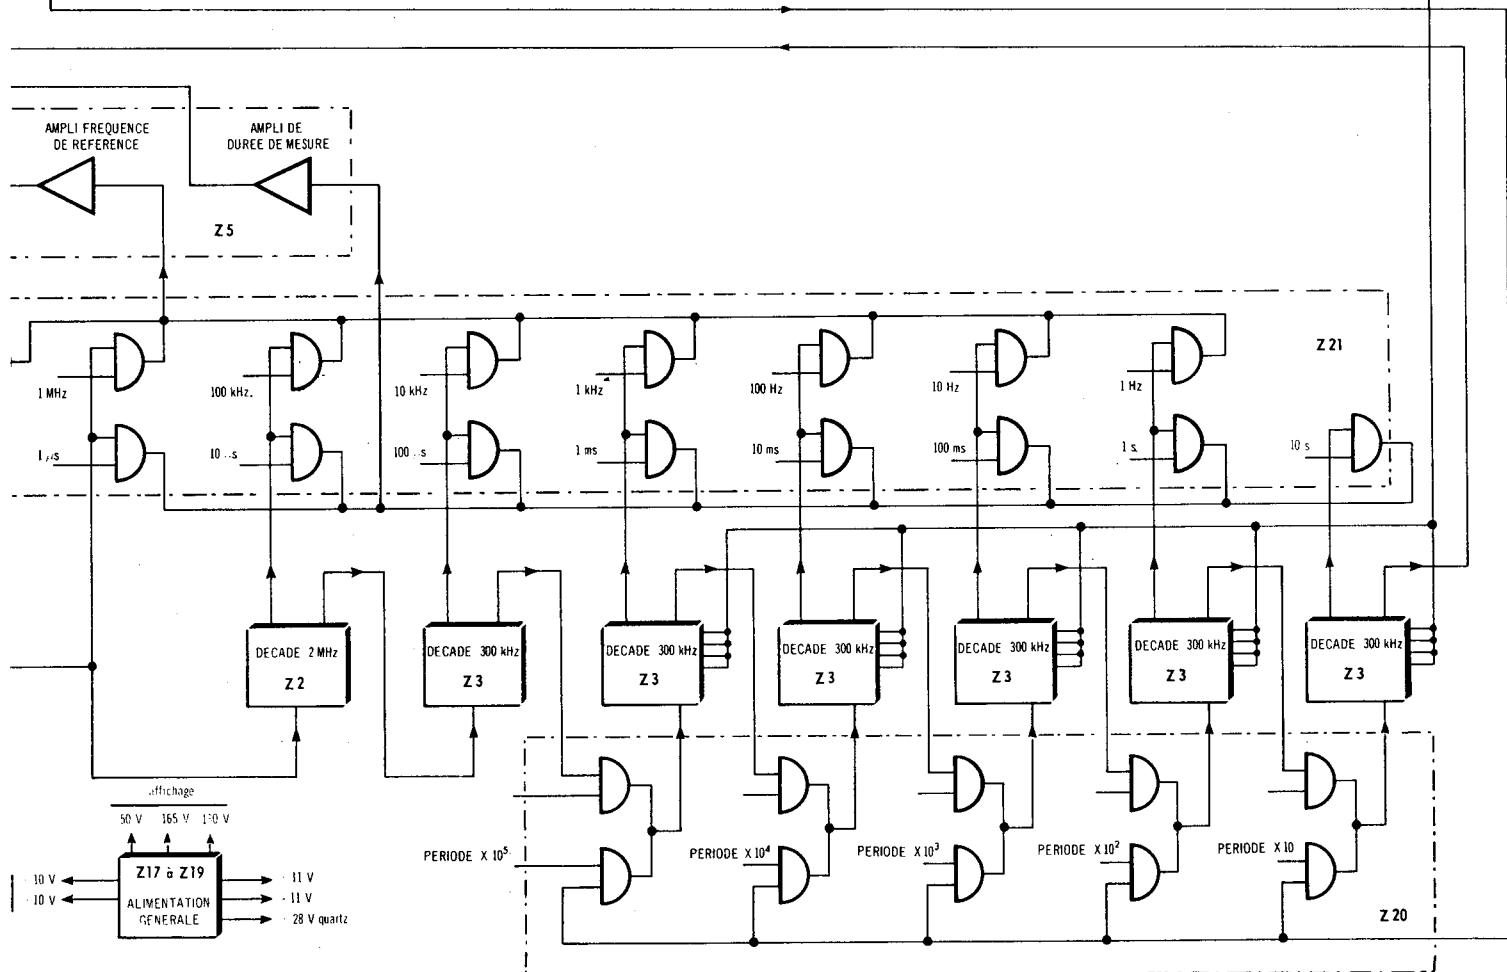 AMPLI FREQUENCE
DE REFERENCE
AMPLI DE
DUREE DE MESURE
Z 5
Z 21
1 MHz
100 kHz.
10 kHz
1 kHz
100 Hz
10 Hz
1 Hz
1 µs
10 s
100 s
1 ms
10 ms
100 ms
1 s
10 s
DECADE 2 MHz
Z 2
DECADE 300 kHz
Z 3
DECADE 300 kHz
Z 3
DECADE 300 kHz
Z 3
DECADE 300 kHz
Z 3
DECADE 300 kHz
Z 3
DECADE 300 kHz
Z 3
PERIODE X 10⁵.
PERIODE X 10⁴
PERIODE X 10³
PERIODE X 10²
PERIODE X 10
Z 20
affichage
165 V
Z17 à Z19
ALIMENTATION
GENERALE
10 V
10 V
11 V
- 11 V
28 V quartz